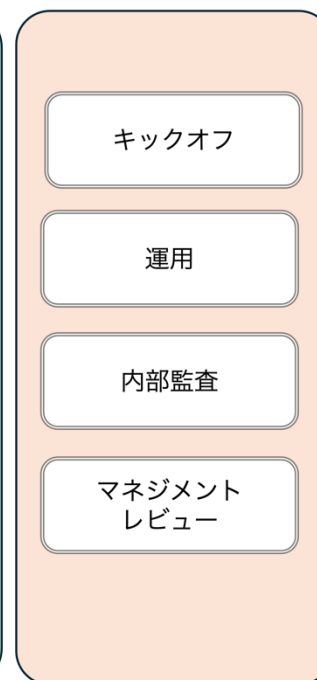 キックオフ
運用
内部監査
マネジメント
レビュー